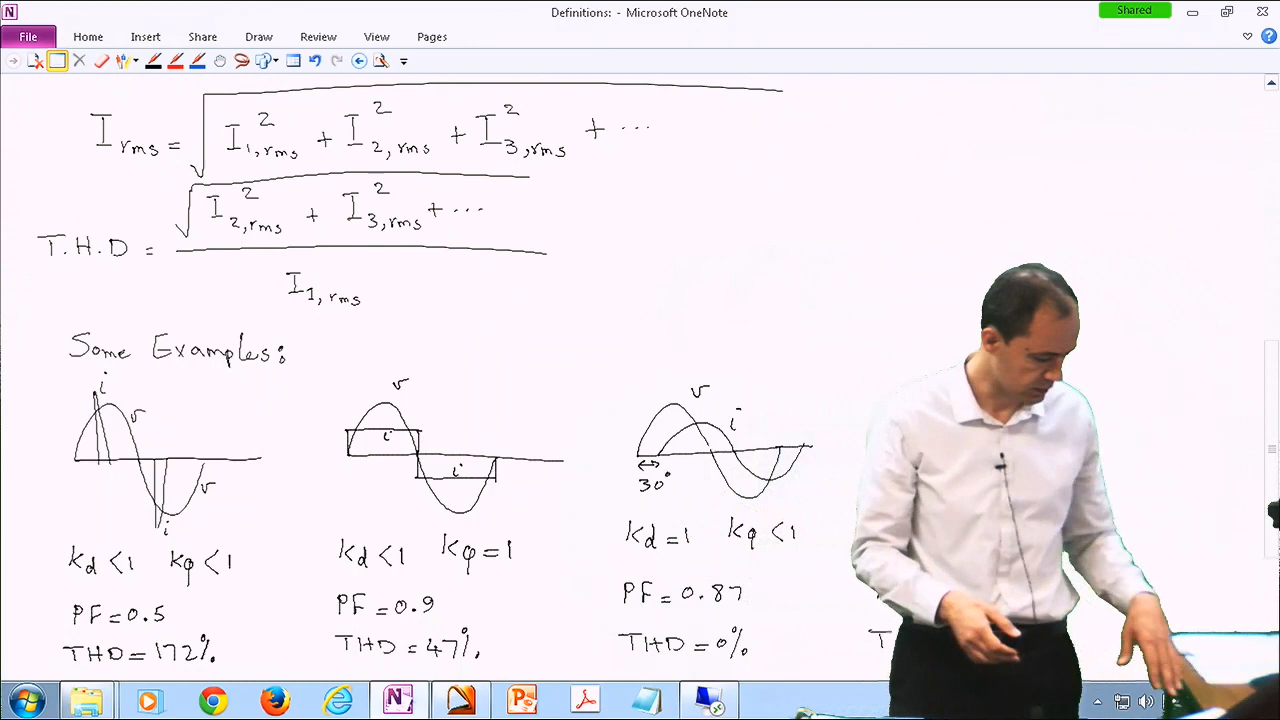 Definitions: - Microsoft OneNote
Shared
File Home Insert Share Draw Review View Pages
I rms = √ I²1,rms + I²2,rms + I²3,rms + ...
T.H.D = √ I²2,rms + I²3,rms + ...
I1,rms
Some Examples:
i v v i
v i i
v i 30°
kd < 1 kφ < 1
PF = 0.5
THD = 172%
kd < 1 kφ = 1
PF = 0.9
THD = 47%
kd = 1 kφ < 1
PF = 0.87
THD = 0%
T